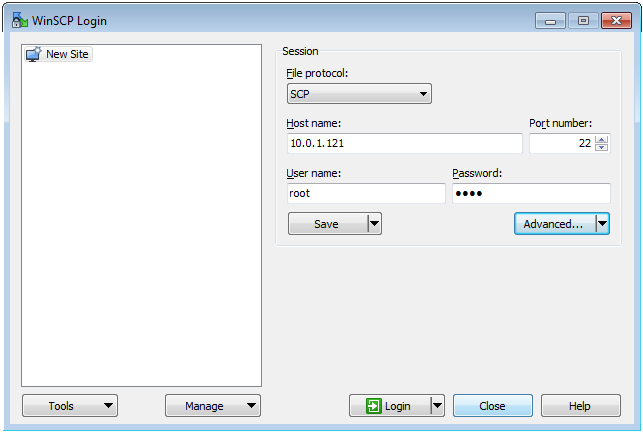 WinSCP Login
New Site
Session
File protocol:
SCP
Host name:
Port number:
10.0.1.121
22
User name:
Password:
root
●●●●
Save
Advanced...
Tools
Manage
Login
Close
Help